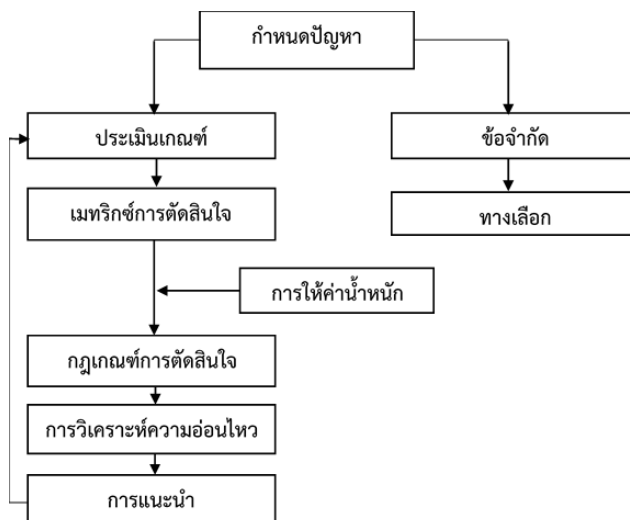 กำหนดปัญหา
ประเมินเกณฑ์
ข้อจำกัด
เมทริกซ์การตัดสินใจ
ทางเลือก
การให้ค่าน้ำหนัก
กฎเกณฑ์การตัดสินใจ
การวิเคราะห์ความอ่อนไหว
การแนะนำ